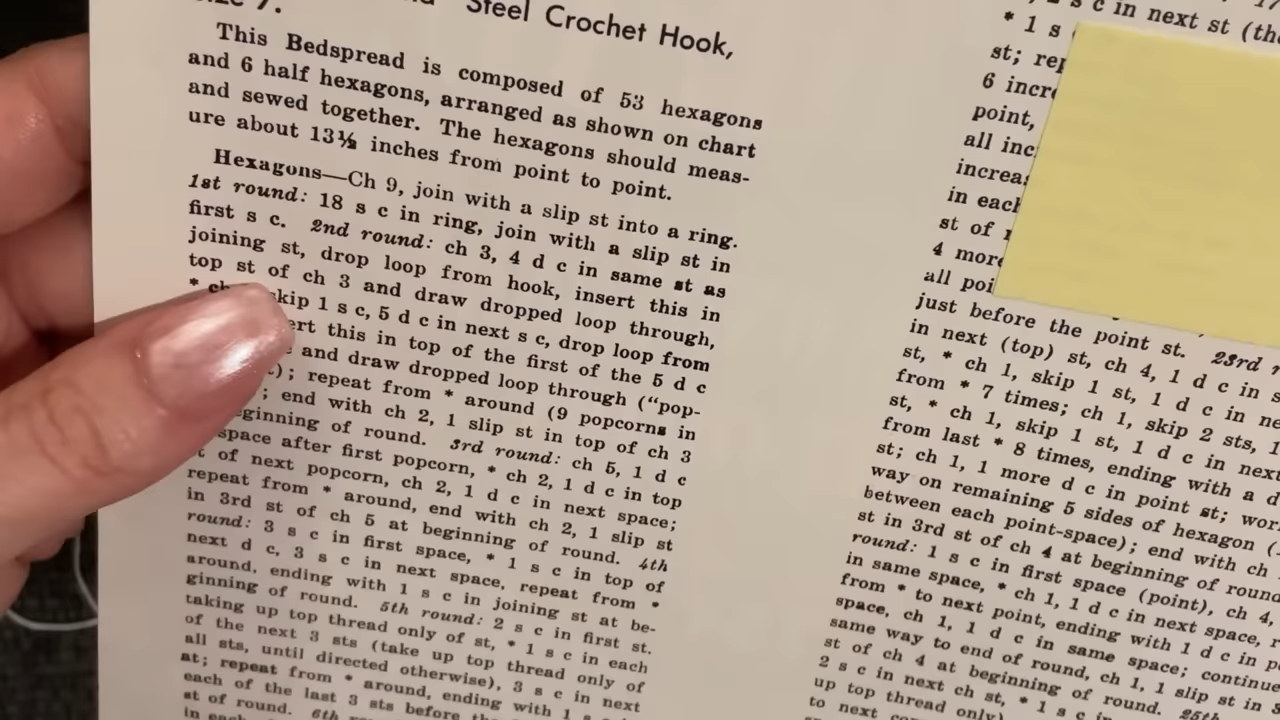 Steel Crochet Hook,
This Bedspread is composed of 53 hexagons
and 6 half hexagons, arranged as shown on chart
and sewed together. The hexagons should meas-
ure about 13½ inches from point to point.
Hexagons—Ch 9, join with a slip st into a ring.
1st round: 18 s c in ring, join with a slip st in
first s c. 2nd round: ch 3, 4 d c in same st as
joining st, drop loop from hook, insert this in
top st of ch 3 and draw dropped loop through,
* skip 1 s c, 5 d c in next s c, drop loop from
this in top of the first of the 5 d c
and draw dropped loop through ("pop-
); repeat from * around (9 popcorns in
; end with ch 2, 1 slip st in top of ch 3
ginning of round. 3rd round: ch 5, 1 d c
space after first popcorn, * ch 2, 1 d c in top
of next popcorn, ch 2, 1 d c in next space;
repeat from * around, end with ch 2, 1 slip st
in 3rd st of ch 5 at beginning of round. 4th
round: 3 s c in first space, * 1 s c in top of
next d c, 3 s c in next space, repeat from *
around, ending with 1 s c in joining st at be-
ginning of round. 5th round: 2 s c in first st.
taking up top thread only of st, * 1 s c in each
of the next 3 sts (take up top thread only of
all sts, until directed otherwise), 3 s c in next
st; repeat from * around, ending with 1 s
each of the last 3 sts before the
st of round. 6th
in each
s c in next st
* 1 s
st;
6
point,
all
in
st of
4
all
just before the point st. 23rd
in next (top) st, ch 4, 1 d c in
st, * ch 1, skip 1 st, 1 d c in
from * 7 times; ch 1, skip 2 sts, 1
st, * ch 1, skip 1 st, 1 d c in next
from last * 8 times, ending with a d
st; ch 1, 1 more d c in point st;
way on remaining 5 sides of hexagon (
between each point-space); end with ch
st in 3rd st of ch 4 at beginning of
round: 1 s c in first space (point), ch 4,
in same space, * ch 1, 1 d c in next space,
from * to next point, ending with 1 d c in
space, ch 1, 1 d c in same space;
same way to end of round, ch 1, 1 slip st in
st of ch 4 at beginning of round. 25th
2 s c in next ch st, * 1 s c in
up top thread only)
to next